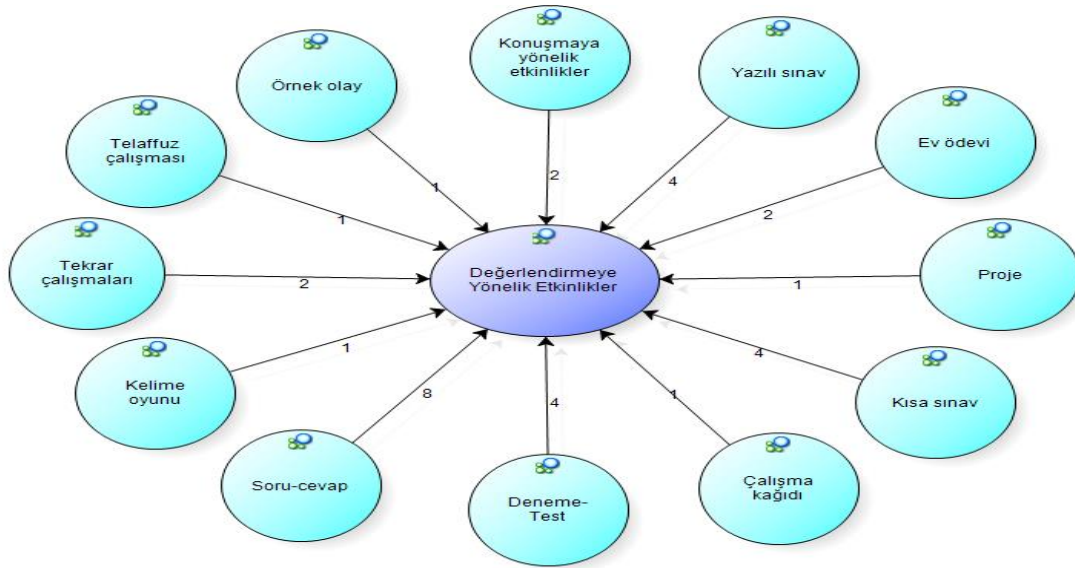 Konuşmaya
yönelik
etkinlikler
Yazılı sınav
Örnek olay
Ev ödevi
Telaffuz
çalışması
1
2
4
1
2
Tekrar
çalışmaları
2
Değerlendirmeye
Yönelik Etkinlikler
1
Proje
Kelime
oyunu
1
4
Kısa sınav
8
4
1
Soru-cevap
Deneme-
Test
Çalışma
kağıdı